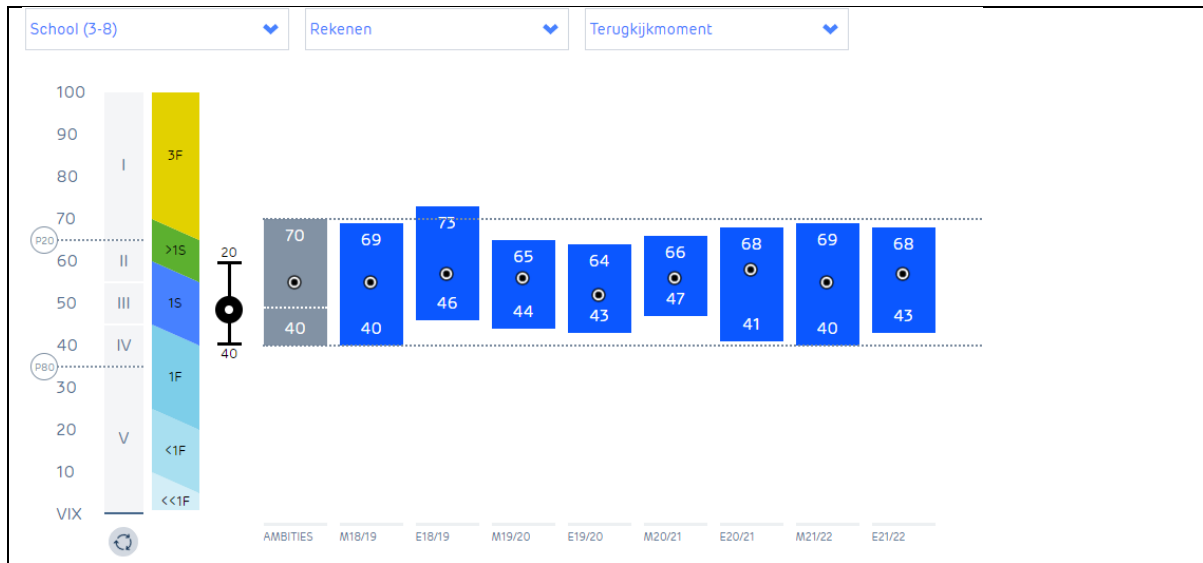 School (3-8) Rekenen Terugkijkmoment
100
90
80
70
60
50
40
30
20
10
VIX
P20
P80
I
II
III
IV
V
3F
>1S
1S
1F
<1F
<<1F
20
40
70
40
69
40
73
46
65
44
64
43
66
47
68
41
69
40
68
43
AMBITIES M18/19 E18/19 M19/20 E19/20 M20/21 E20/21 M21/22 E21/22